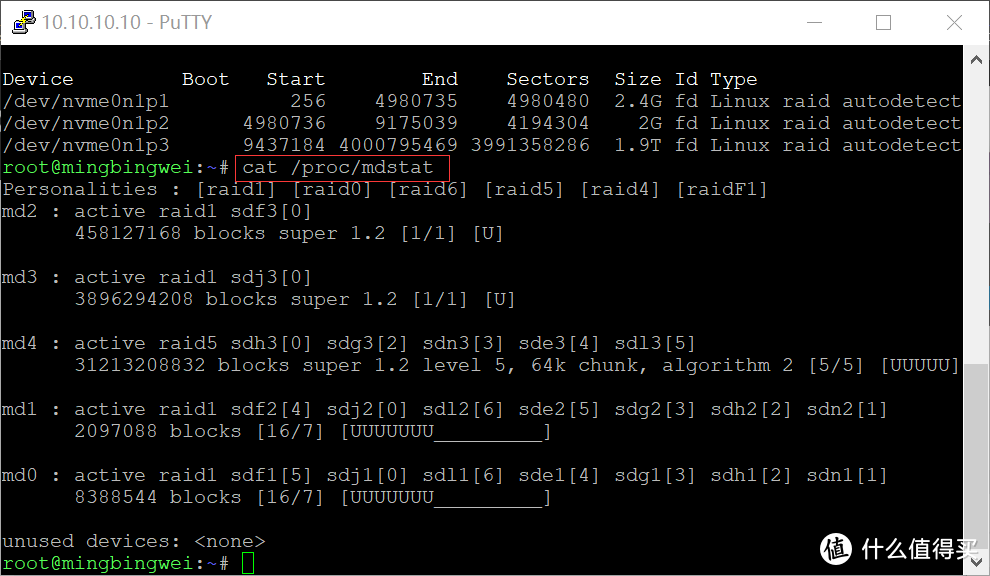 10.10.10.10 - PuTTY
Device Boot Start End Sectors Size Id Type
/dev/nvme0n1p1 256 4980735 4980480 2.4G fd Linux raid autodetect
/dev/nvme0n1p2 4980736 9175039 4194304 2G fd Linux raid autodetect
/dev/nvme0n1p3 9437184 4000795469 3991358286 1.9T fd Linux raid autodetect
root@mingbingwei:~# cat /proc/mdstat
Personalities : [raid1] [raid0] [raid6] [raid5] [raid4] [raidF1]
md2 : active raid1 sdf3[0]
458127168 blocks super 1.2 [1/1] [U]
md3 : active raid1 sdj3[0]
3896294208 blocks super 1.2 [1/1] [U]
md4 : active raid5 sdh3[0] sdg3[2] sdn3[3] sde3[4] sdl3[5]
31213208832 blocks super 1.2 level 5, 64k chunk, algorithm 2 [5/5] [UUUUU]
md1 : active raid1 sdf2[4] sdj2[0] sdl2[6] sde2[5] sdg2[3] sdh2[2] sdn2[1]
2097088 blocks [16/7] [UUUUUUU_________]
md0 : active raid1 sdf1[5] sdj1[0] sdl1[6] sde1[4] sdg1[3] sdh1[2] sdn1[1]
8388544 blocks [16/7] [UUUUUUU_________]
unused devices: <none>
root@mingbingwei:~#
值 什么值得买